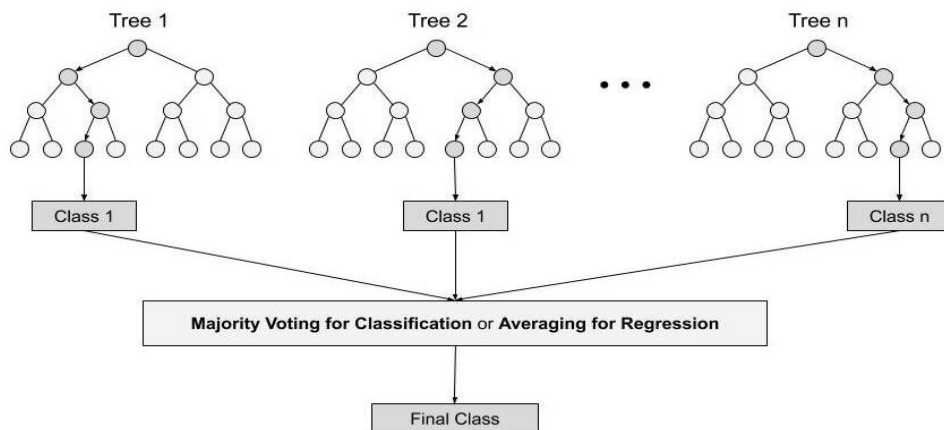 Tree 1
Tree 2
Tree n
Class 1
Class 1
Class n
Majority Voting for Classification or Averaging for Regression
Final Class